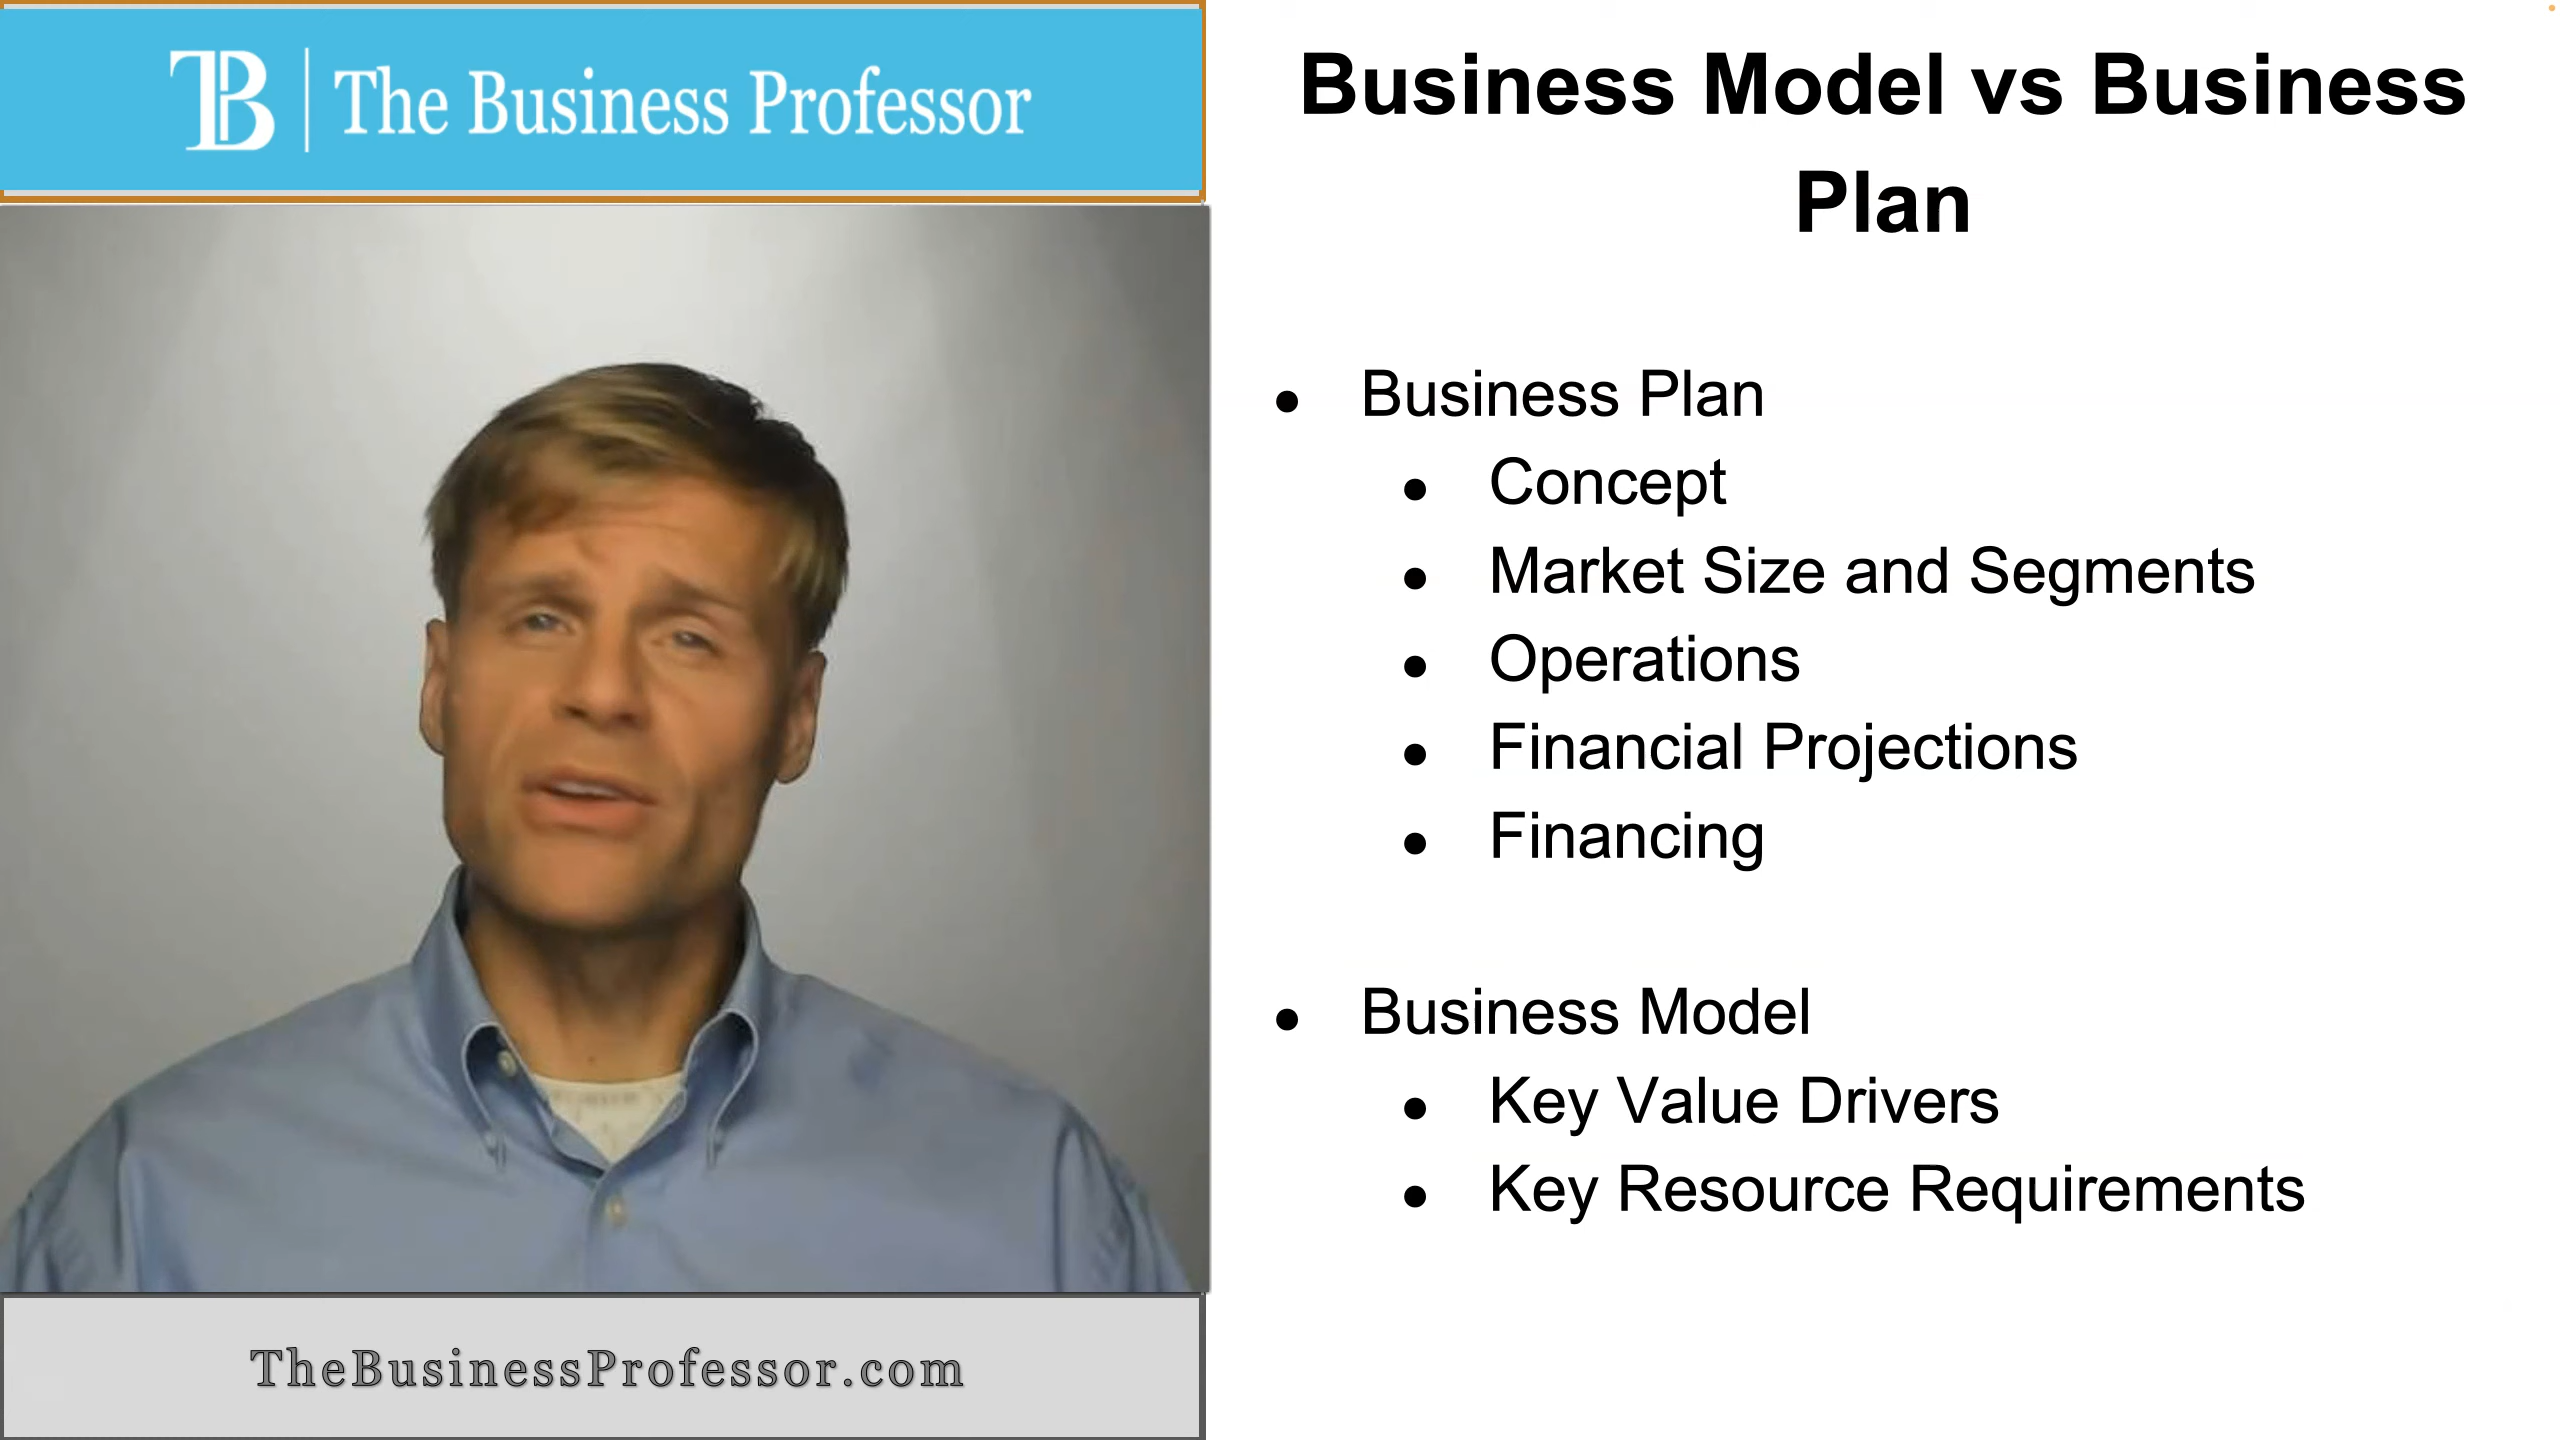 The Business Professor
Business Model vs Business
Plan
Business Plan
Concept
Market Size and Segments
Operations
Financial Projections
Financing
Business Model
Key Value Drivers
Key Resource Requirements
TheBusinessProfessor.com